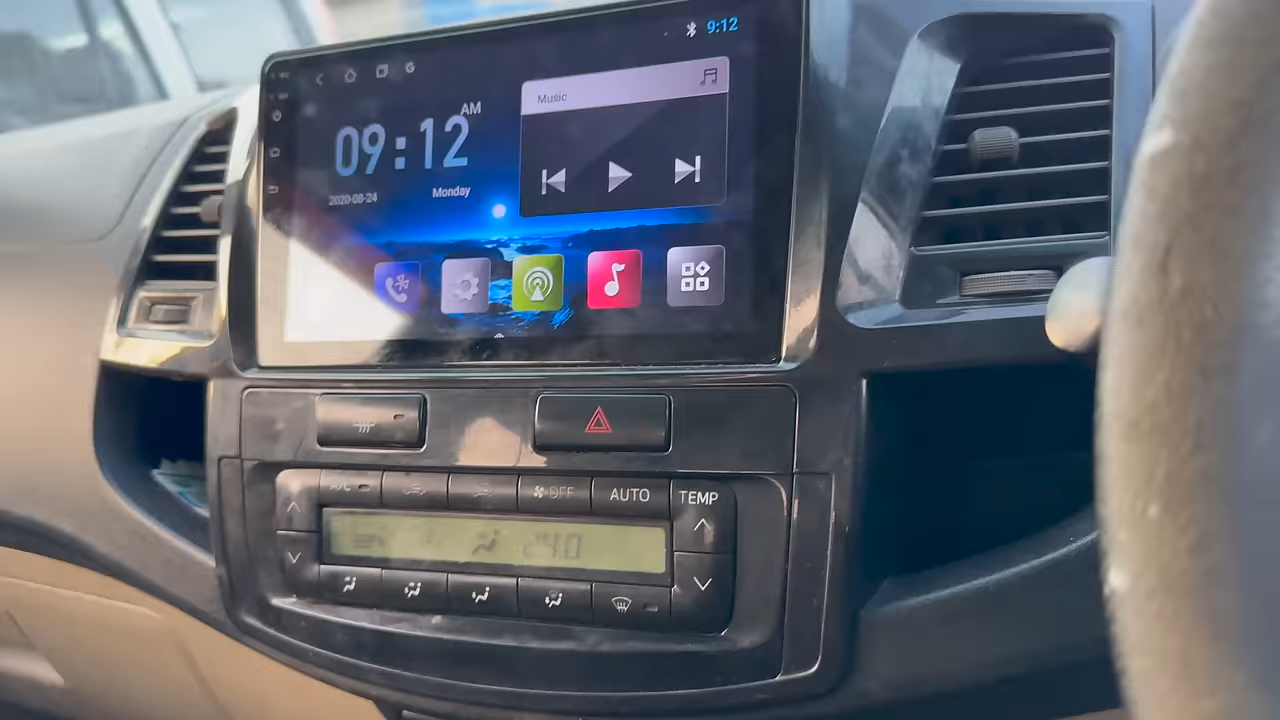 9:12
AM
09:12
2020-08-24
Monday
Music
A/C
OFF
AUTO
TEMP
24.0